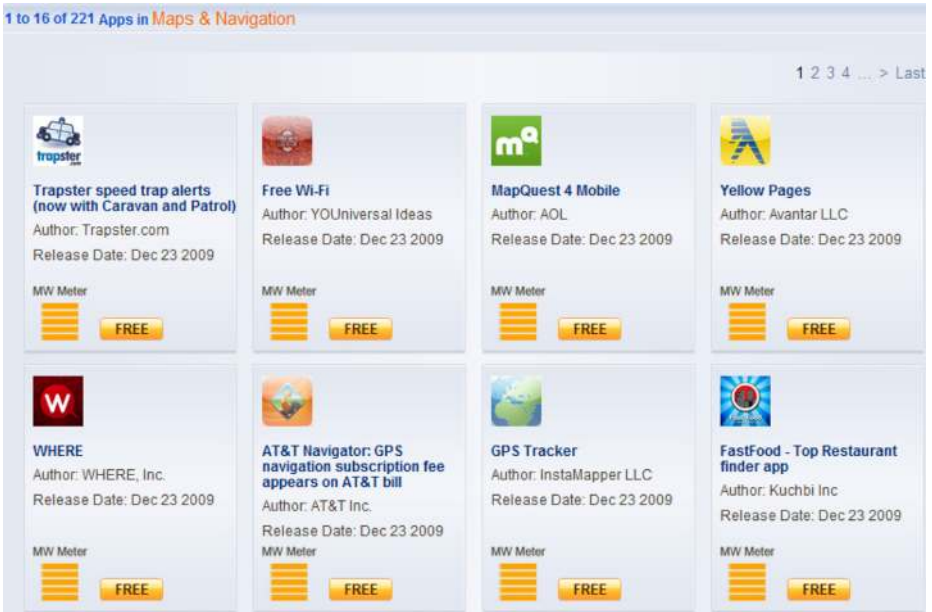 1 to 16 of 221 Apps in Maps & Navigation
1 2 3 4 ... > Last
trapster
.com
Trapster speed trap alerts
(now with Caravan and Patrol)
Author: Trapster.com
Release Date: Dec 23 2009
MW Meter
FREE
Free Wi-Fi
Author: YOUniversal Ideas
Release Date: Dec 23 2009
MW Meter
FREE
mQ
MapQuest 4 Mobile
Author: AOL
Release Date: Dec 23 2009
MW Meter
FREE
Yellow Pages
Author: Avantar LLC
Release Date: Dec 23 2009
MW Meter
FREE
W
WHERE
Author: WHERE, Inc.
Release Date: Dec 23 2009
MW Meter
FREE
AT&T Navigator: GPS
navigation subscription fee
appears on AT&T bill
Author: AT&T Inc.
Release Date: Dec 23 2009
MW Meter
FREE
GPS Tracker
Author: InstaMapper LLC
Release Date: Dec 23 2009
MW Meter
FREE
FastFood - Top Restaurant
finder app
Author: Kuchbi Inc
Release Date: Dec 23 2009
MW Meter
FREE